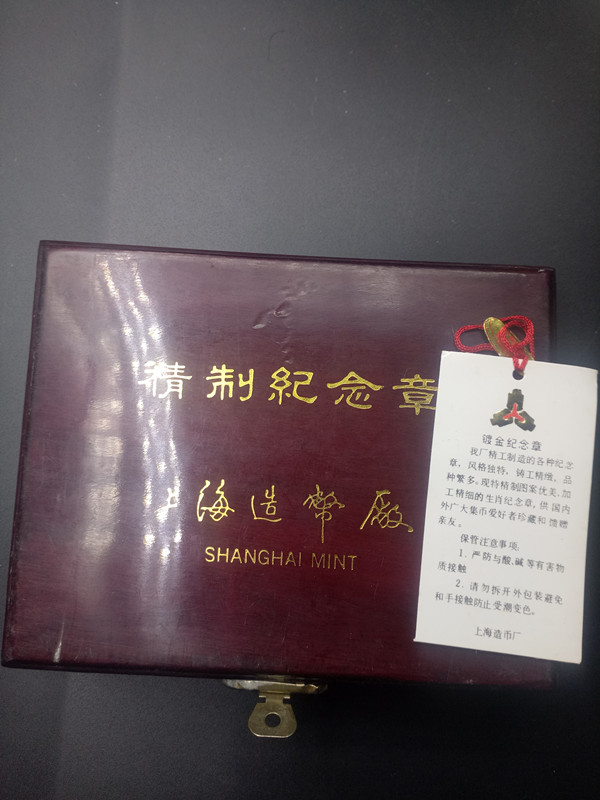 精制紀念章
上海造幣廠
SHANGHAI MINT
镀金纪念章
我厂精工制造的各种纪念
章，风格独特，铸工精缴，品
种繁多，现特精制图案优美、加
工精细的生肖纪念章，供国内
外广大集币爱好者珍藏和馈赠
亲友。
保管注意事项：
1. 严防与酸、碱等有害物
质接触
2. 请勿拆开外包装避免
和手接触防止受潮变色。
上海造币厂